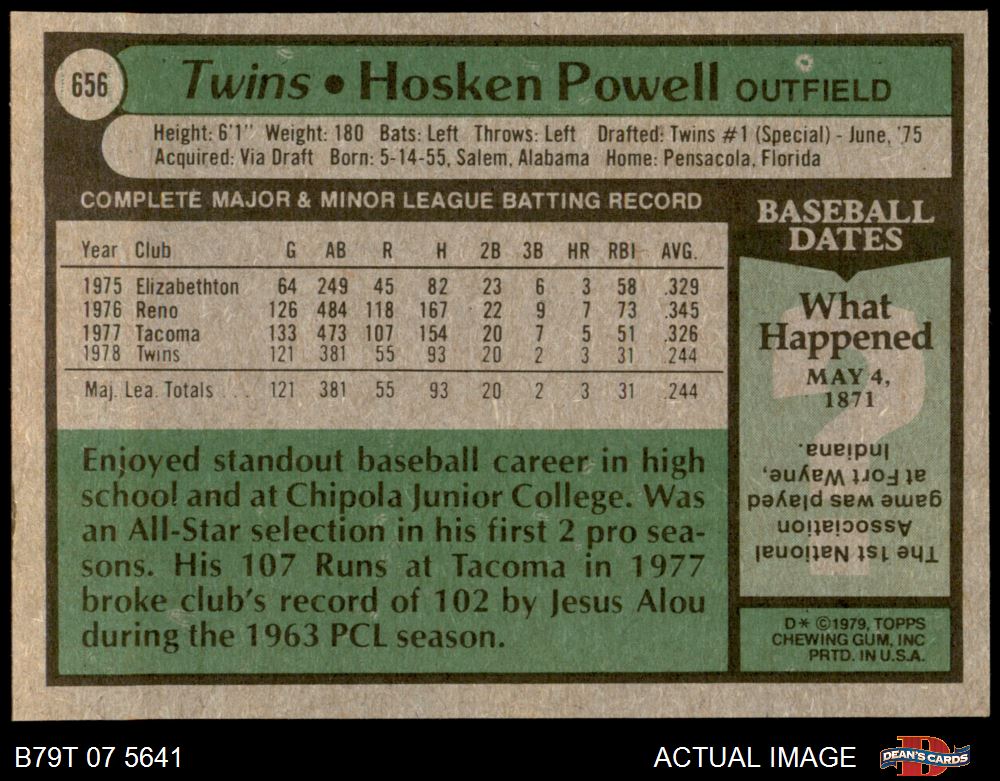 656
Twins • Hosken Powell OUTFIELD
Height: 6'1" Weight: 180 Bats: Left Throws: Left Drafted: Twins #1 (Special) - June, '75
Acquired: Via Draft Born: 5-14-55, Salem, Alabama Home: Pensacola, Florida
COMPLETE MAJOR & MINOR LEAGUE BATTING RECORD
Year Club G AB R H 2B 3B HR RBI AVG.
1975 Elizabethton 64 249 45 82 23 6 3 58 .329
1976 Reno 126 484 118 167 22 9 7 73 .345
1977 Tacoma 133 473 107 154 20 7 5 51 .326
1978 Twins 121 381 55 93 20 2 3 31 .244
Maj. Lea. Totals . . . 121 381 55 93 20 2 3 31 .244
Enjoyed standout baseball career in high
school and at Chipola Junior College. Was
an All-Star selection in his first 2 pro sea-
sons. His 107 Runs at Tacoma in 1977
broke club's record of 102 by Jesus Alou
during the 1963 PCL season.
BASEBALL
DATES
What
Happened
MAY 4,
1871
The 1st National
Association
game was played
at Fort Wayne,
Indiana.
D* ©1979, TOPPS
CHEWING GUM, INC
PRTD. IN U.S.A.
B79T 07 5641
ACTUAL IMAGE
DEAN'S CARDS